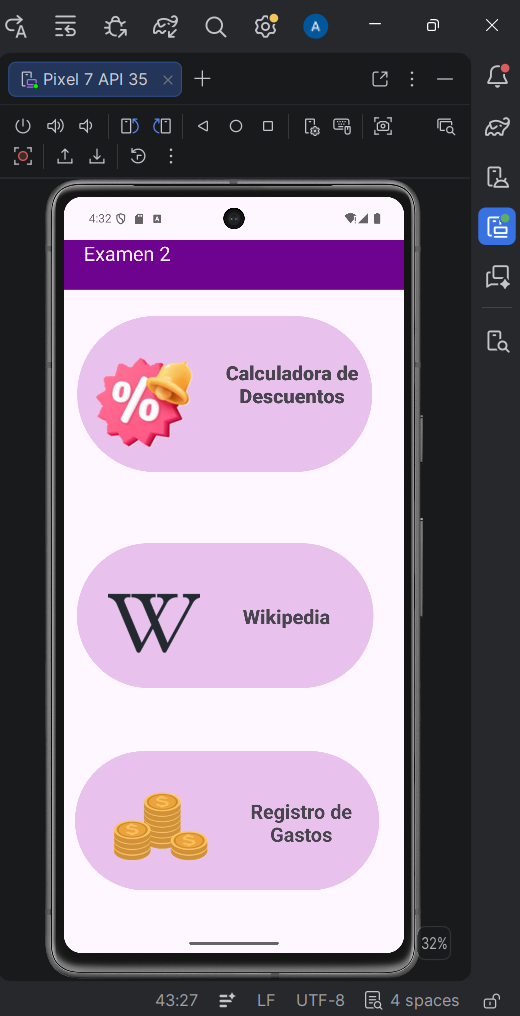 A
Pixel 7 API 35
4:32
Examen 2
%
Calculadora de
Descuentos
W
Wikipedia
Registro de
Gastos
32%
43:27 LF UTF-8 4 spaces